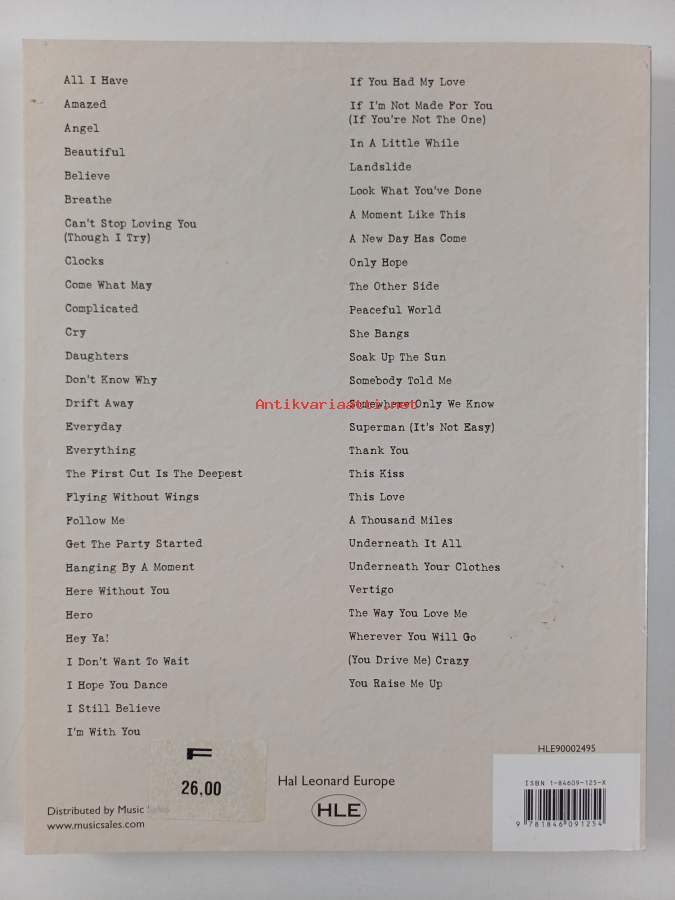 All I Have
Amazed
Angel
Beautiful
Believe
Breathe
Can't Stop Loving You
(Though I Try)
Clocks
Come What May
Complicated
Cry
Daughters
Don't Know Why
Drift Away
Everyday
Everything
The First Cut Is The Deepest
Flying Without Wings
Follow Me
Get The Party Started
Hanging By A Moment
Here Without You
Hero
Hey Ya!
I Don't Want To Wait
I Hope You Dance
I Still Believe
I'm With You
If You Had My Love
If I'm Not Made For You
(If You're Not The One)
In A Little While
Landslide
Look What You've Done
A Moment Like This
A New Day Has Come
Only Hope
The Other Side
Peaceful World
She Bangs
Soak Up The Sun
Somebody Told Me
Somewhere Only We Know
Superman (It's Not Easy)
Thank You
This Kiss
This Love
A Thousand Miles
Underneath It All
Underneath Your Clothes
Vertigo
The Way You Love Me
Wherever You Will Go
(You Drive Me) Crazy
You Raise Me Up
Antikvariaatti.net
F
26,00
Distributed by Music Sales
www.musicsales.com
Hal Leonard Europe
HLE
HLE90002495
ISBN 1-84609-125-X
9 781846 091254